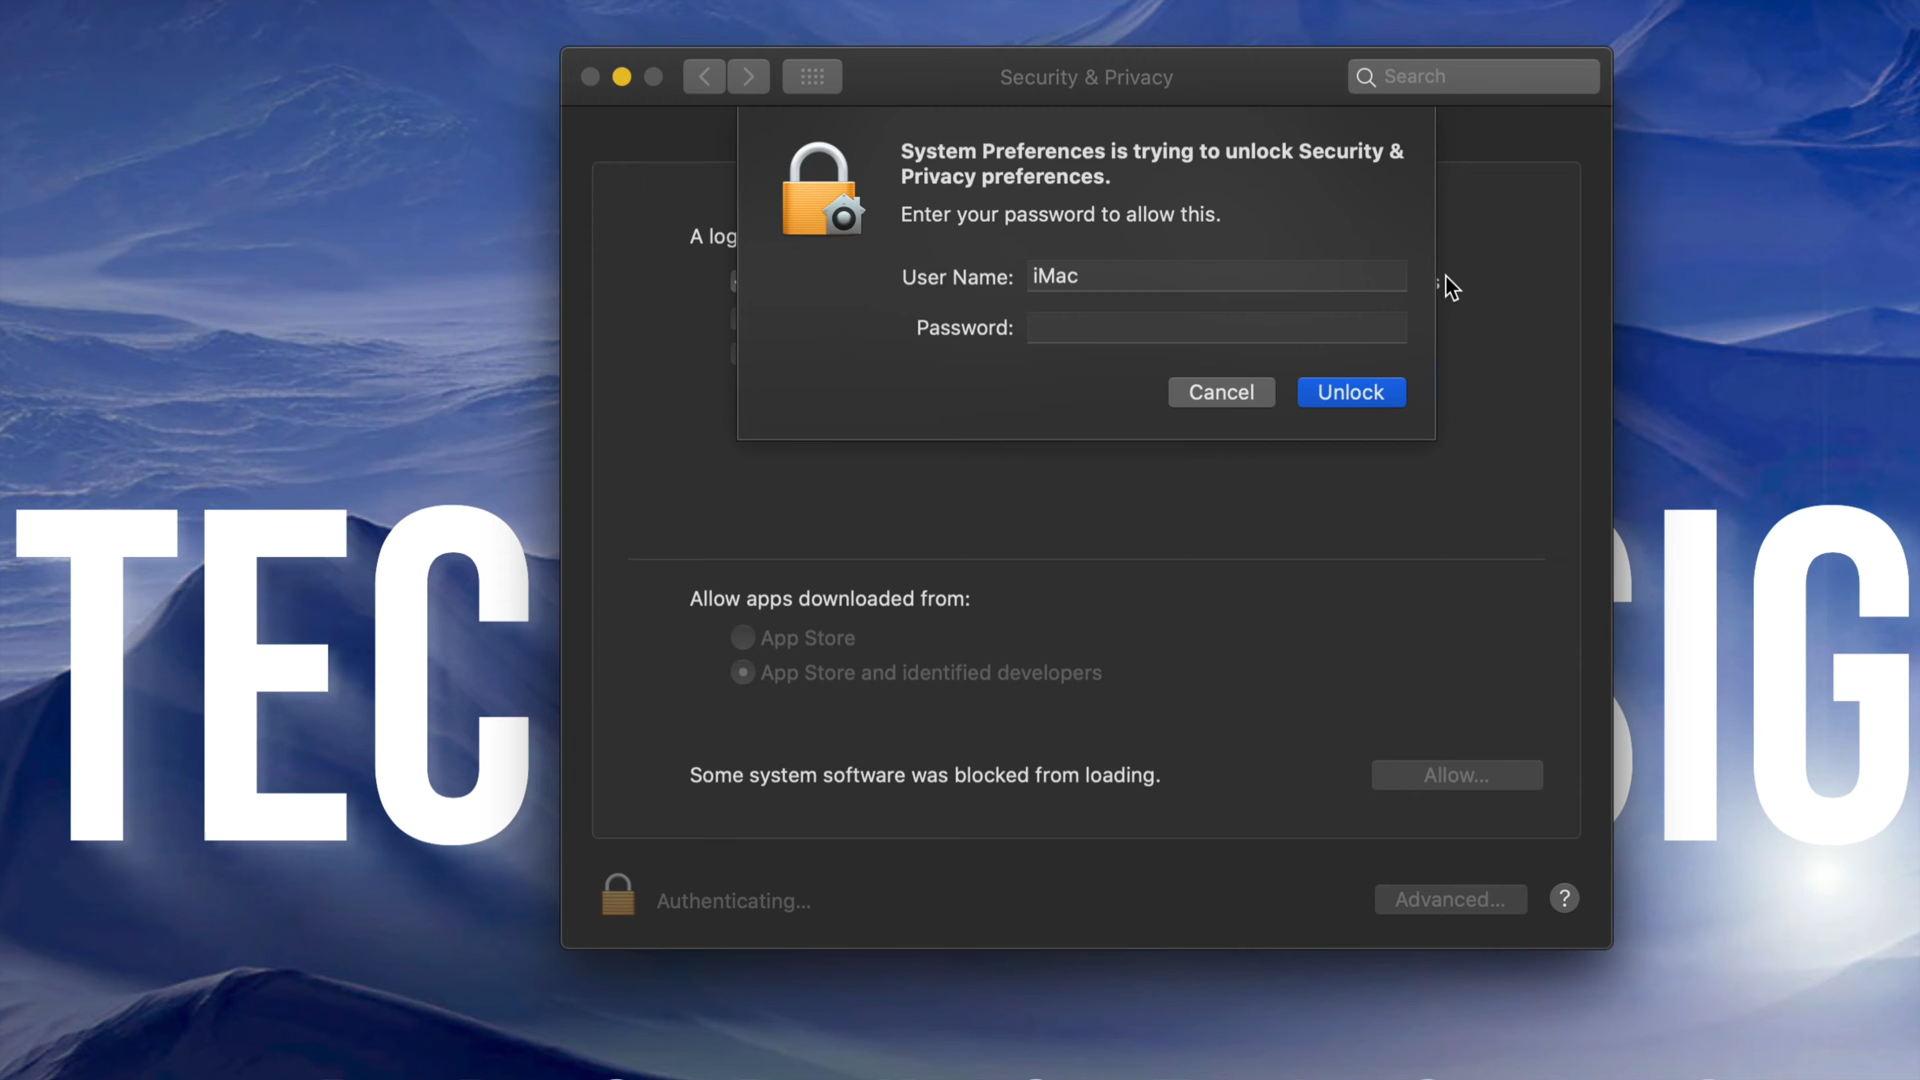 Security & Privacy
Search
System Preferences is trying to unlock Security &
Privacy preferences.
Enter your password to allow this.
A log
User Name: iMac
Password:
Cancel
Unlock
TEC
IG
Allow apps downloaded from:
App Store
App Store and identified developers
Some system software was blocked from loading.
Allow...
Authenticating...
Advanced...
?